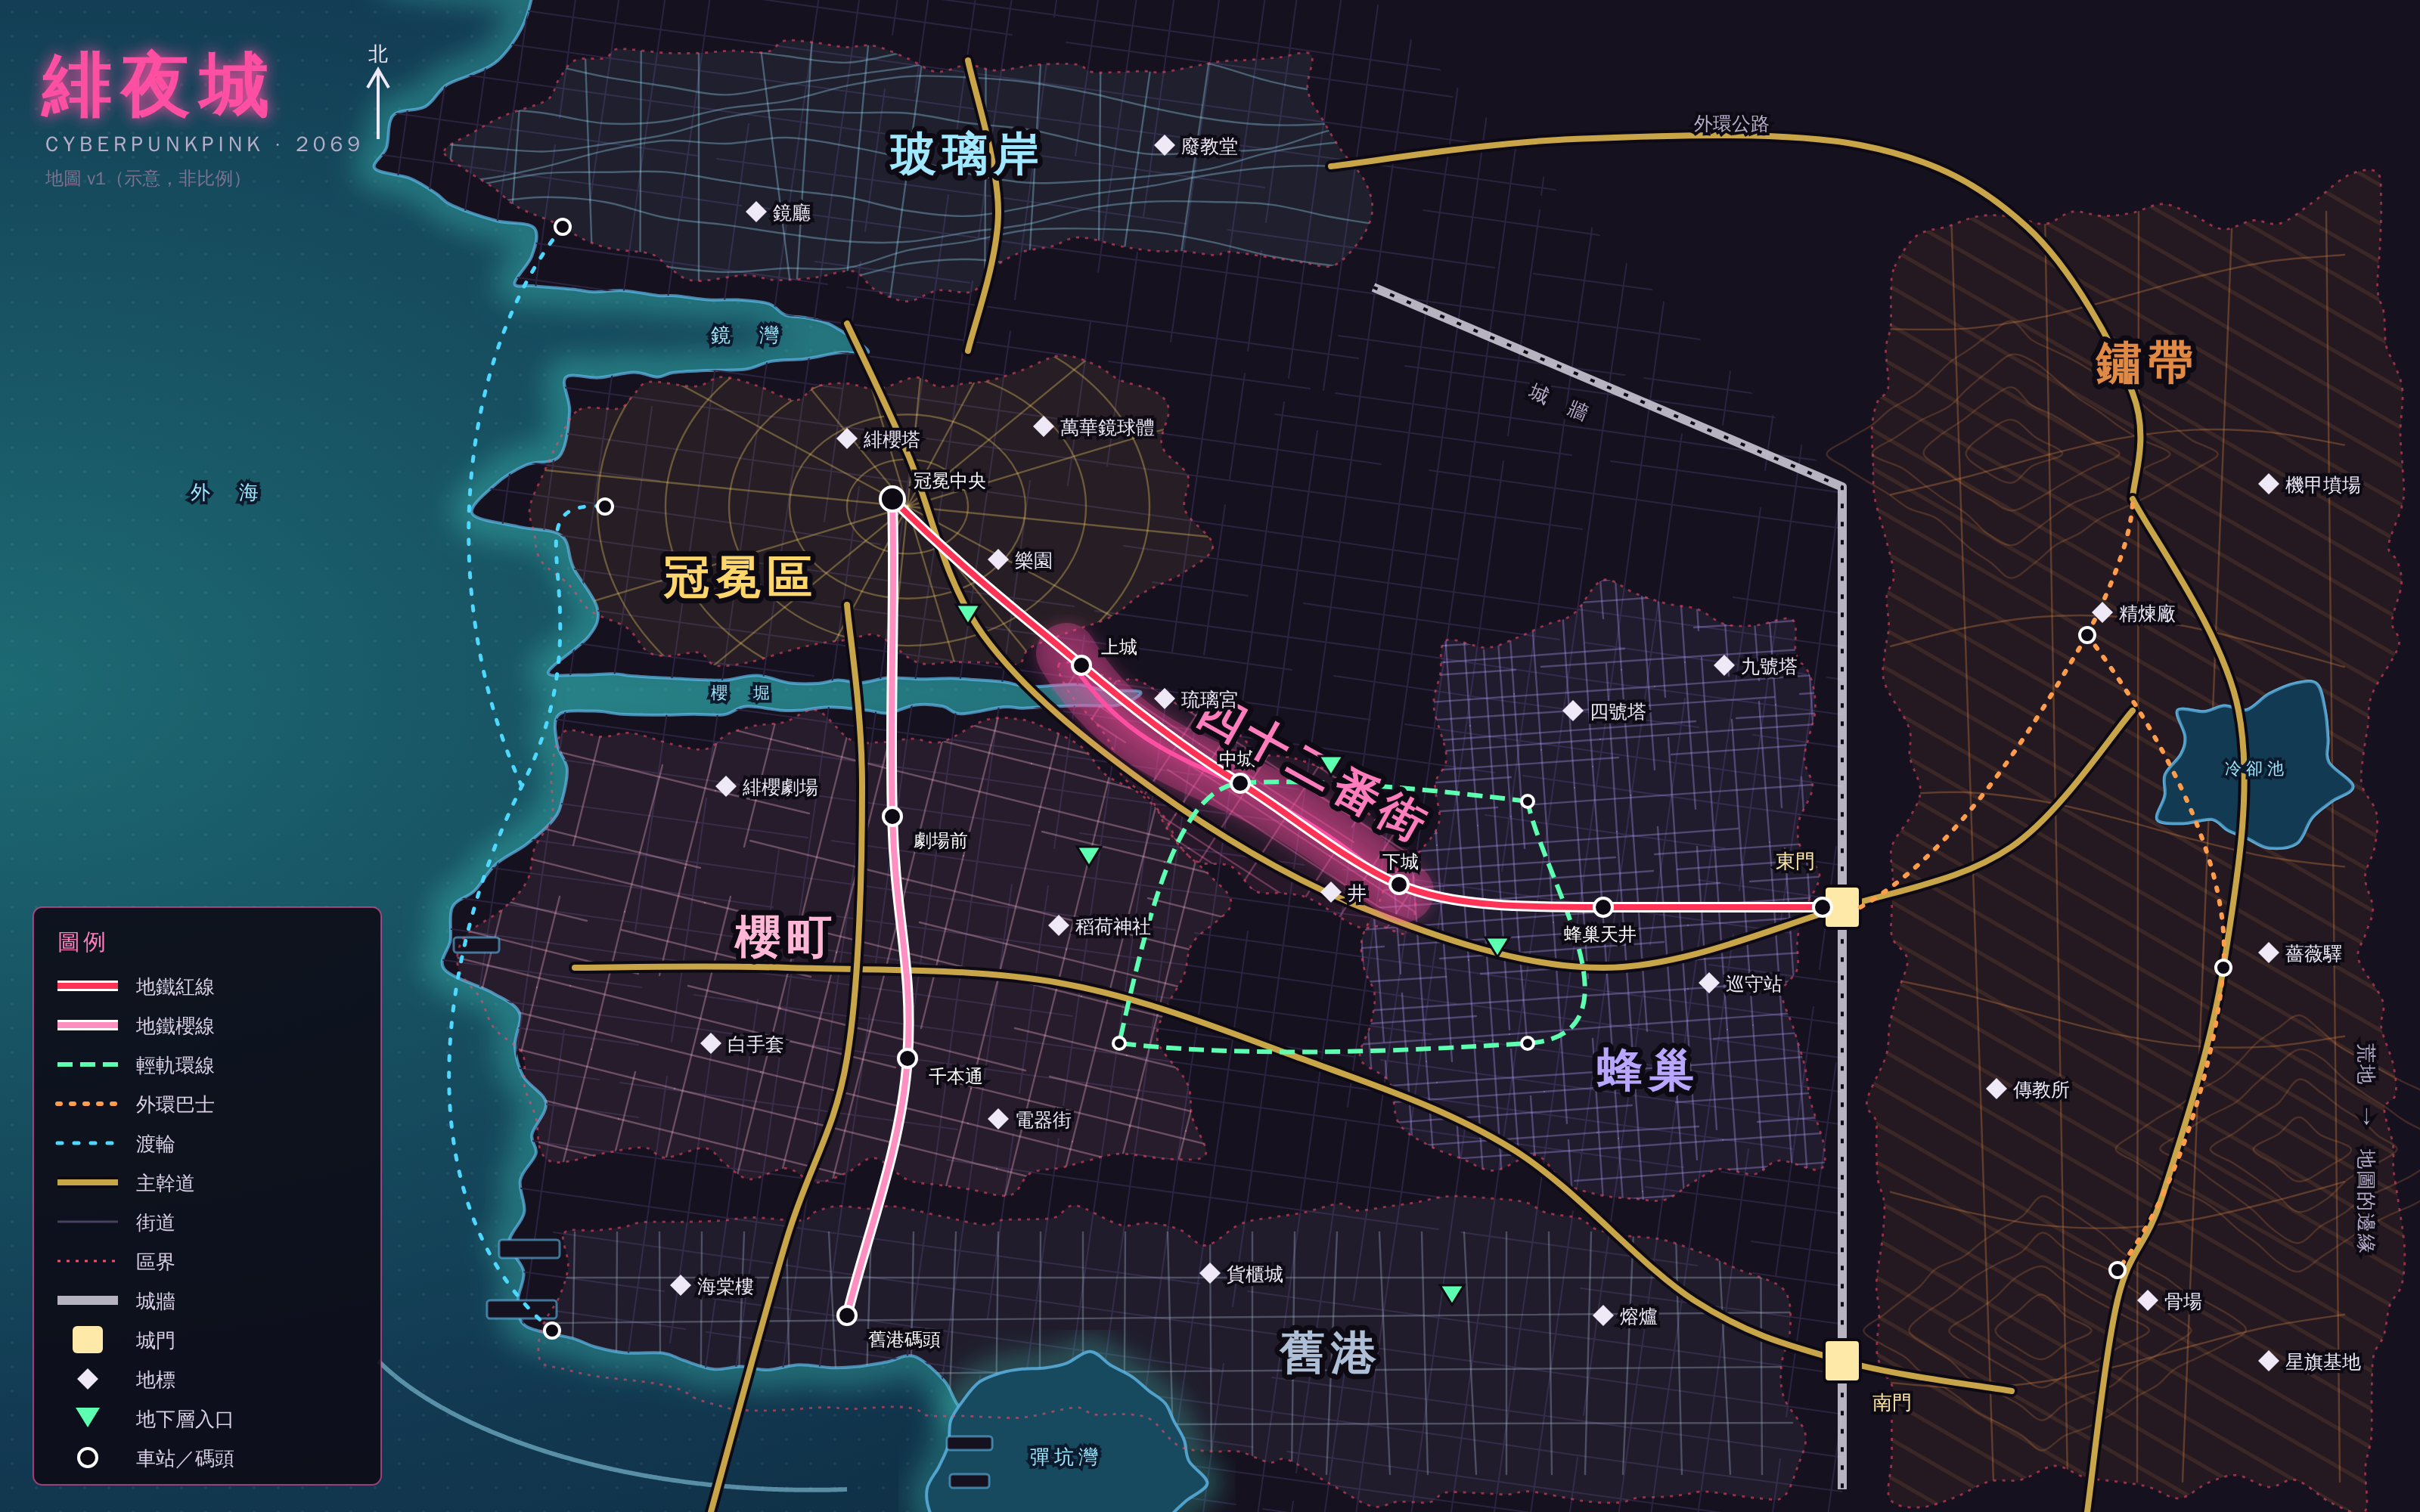 緋夜城
CYBERPUNKPINK · 2069
地圖 v1（示意，非比例）
北
外環公路
玻璃岸
廢教堂
鏡廳
鏡 灣
城 牆
鏽帶
外 海
緋櫻塔
萬華鏡球體
冠冕中央
機甲墳場
樂園
冠冕區
精煉廠
上城
九號塔
櫻 堀
琉璃宮
四號塔
四十二番街
中城
冷卻池
緋櫻劇場
劇場前
下城
東門
井
櫻町
稻荷神社
蜂巢天井
薔薇驛
巡守站
白手套
蜂巢
千本通
傳教所
電器街
荒地 → 地圖的邊緣
海棠樓
貨櫃城
熔爐
骨場
舊港碼頭
舊港
星旗基地
南門
彈坑灣
圖例
地鐵紅線
地鐵櫻線
輕軌環線
外環巴士
渡輪
主幹道
街道
區界
城牆
城門
地標
地下層入口
車站／碼頭